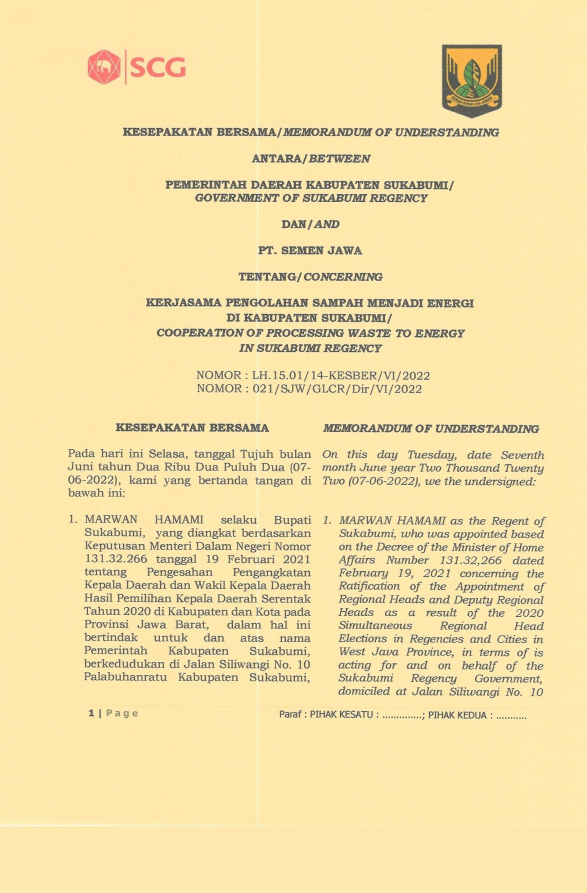 SCG
KESEPAKATAN BERSAMA/MEMORANDUM OF UNDERSTANDING
ANTARA/BETWEEN
PEMERINTAH DAERAH KABUPATEN SUKABUMI/
GOVERNMENT OF SUKABUMI REGENCY
DAN/AND
PT. SEMEN JAWA
TENTANG/CONCERNING
KERJASAMA PENGOLAHAN SAMPAH MENJADI ENERGI
DI KABUPATEN SUKABUMI/
COOPERATION OF PROCESSING WASTE TO ENERGY
IN SUKABUMI REGENCY
NOMOR : LH.15.01/14-KESBER/VI/2022
NOMOR : 021/SJW/GLCR/Dir/VI/2022
KESEPAKATAN BERSAMA
Pada hari ini Selasa, tanggal Tujuh bulan
Juni tahun Dua Ribu Dua Puluh Dua (07-
06-2022), kami yang bertanda tangan di
bawah ini:
1. MARWAN HAMAMI selaku Bupati
Sukabumi, yang diangkat berdasarkan
Keputusan Menteri Dalam Negeri Nomor
131.32.266 tanggal 19 Februari 2021
tentang Pengesahan Pengangkatan
Kepala Daerah dan Wakil Kepala Daerah
Hasil Pemilihan Kepala Daerah Serentak
Tahun 2020 di Kabupaten dan Kota pada
Provinsi Jawa Barat, dalam hal ini
bertindak untuk dan atas nama
Pemerintah Kabupaten Sukabumi,
berkedudukan di Jalan Siliwangi No. 10
Palabuhanratu Kabupaten Sukabumi,
MEMORANDUM OF UNDERSTANDING
On this day Tuesday, date Seventh
month June year Two Thousand Twenty
Two (07-06-2022), we the undersigned:
1. MARWAN HAMAMI as the Regent of
Sukabumi, who was appointed based
on the Decree of the Minister of Home
Affairs Number 131.32,266 dated
February 19, 2021 concerning the
Ratification of the Appointment of
Regional Heads and Deputy Regional
Heads as a result of the 2020
Simultaneous Regional Head
Elections in Regencies and Cities in
West Java Province, in terms of is
acting for and on behalf of the
Sukabumi Regency Government,
domiciled at Jalan Siliwangi No. 10
1 | Page
Paraf : PIHAK KESATU : ..............; PIHAK KEDUA : ...........